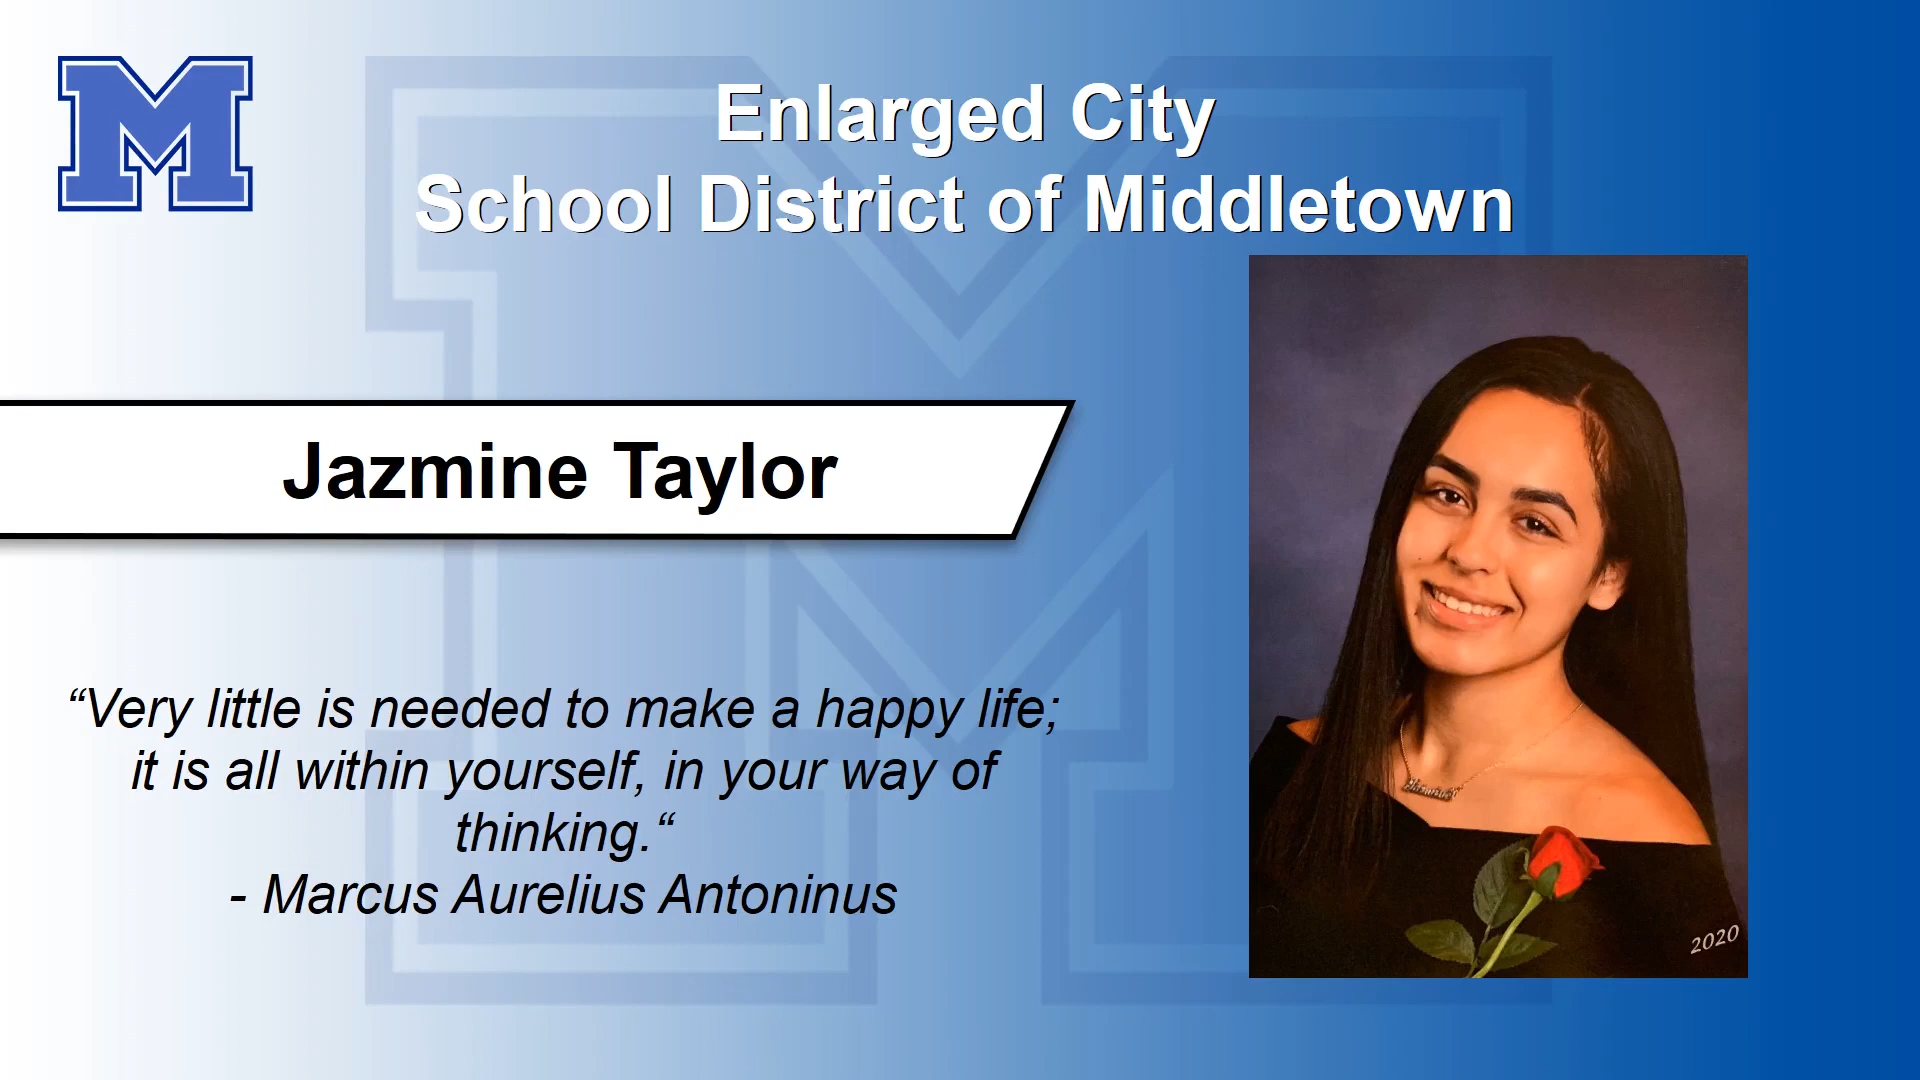 M
Enlarged City
School District of Middletown
Jazmine Taylor
“Very little is needed to make a happy life;
it is all within yourself, in your way of
thinking.“
- Marcus Aurelius Antoninus
2020